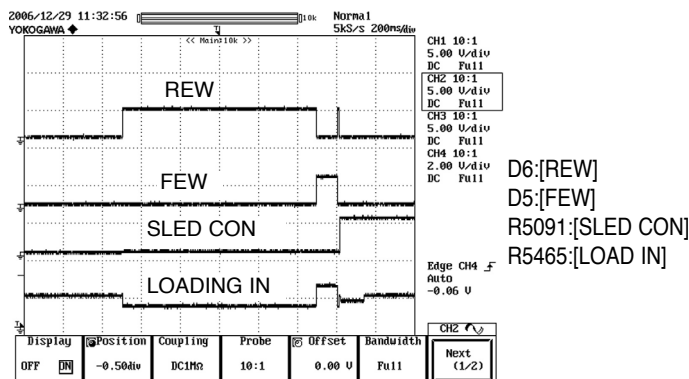 2006/12/29 11:32:56
10k
Normal
YOKOGAWA ◆
5kS/s 200ms/div
<< Main:10k >>
CH1 10:1
5.00 V/div
DC Full
CH2 10:1
5.00 V/div
DC Full
CH3 10:1
5.00 V/div
DC Full
CH4 10:1
2.00 V/div
DC Full
REW
FEW
SLED CON
LOADING IN
D6:[REW]
D5:[FEW]
R5091:[SLED CON]
R5465:[LOAD IN]
Edge CH4
Auto
-0.06 V
CH2
Display
OFF ON
Position
-0.50div
Coupling
DC1MΩ
Probe
10:1
Offset
0.00 V
Bandwidth
Full
Next
(1/2)